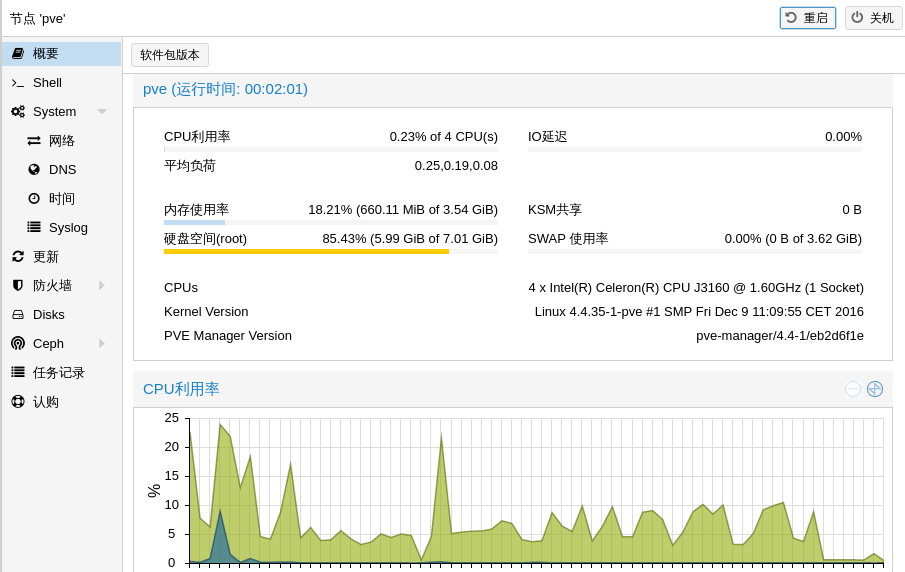 节点 'pve'
重启
关机
概要
Shell
System
网络
DNS
时间
Syslog
更新
防火墙
Disks
Ceph
任务记录
认购
软件包版本
pve (运行时间: 00:02:01)
CPU利用率 0.23% of 4 CPU(s)
IO延迟 0.00%
平均负荷 0.25,0.19,0.08
内存使用率 18.21% (660.11 MiB of 3.54 GiB)
KSM共享 0 B
硬盘空间(root) 85.43% (5.99 GiB of 7.01 GiB)
SWAP 使用率 0.00% (0 B of 3.62 GiB)
CPUs 4 x Intel(R) Celeron(R) CPU J3160 @ 1.60GHz (1 Socket)
Kernel Version Linux 4.4.35-1-pve #1 SMP Fri Dec 9 11:09:55 CET 2016
PVE Manager Version pve-manager/4.4-1/eb2d6f1e
CPU利用率
25
20
15
%
10
5
0